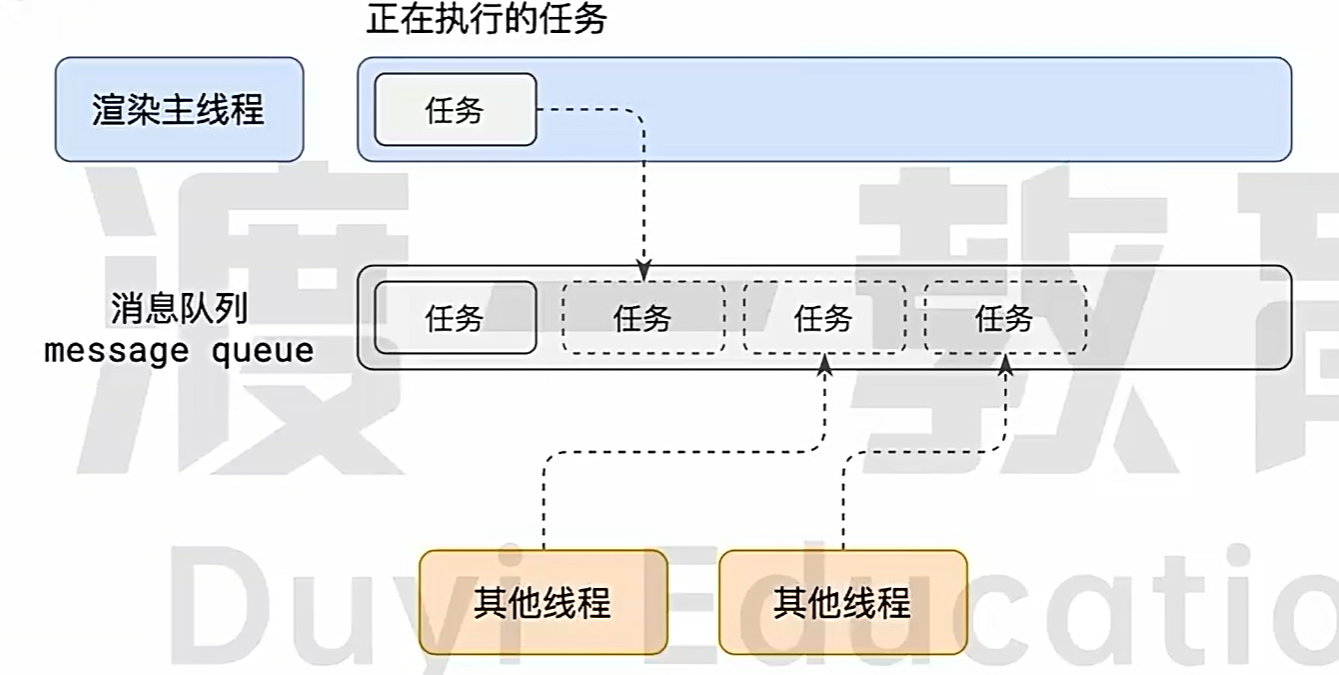 正在执行的任务
渲染主线程
任务
消息队列
message queue
任务
任务
任务
任务
其他线程
其他线程
渡一教育
Duyi Educatio